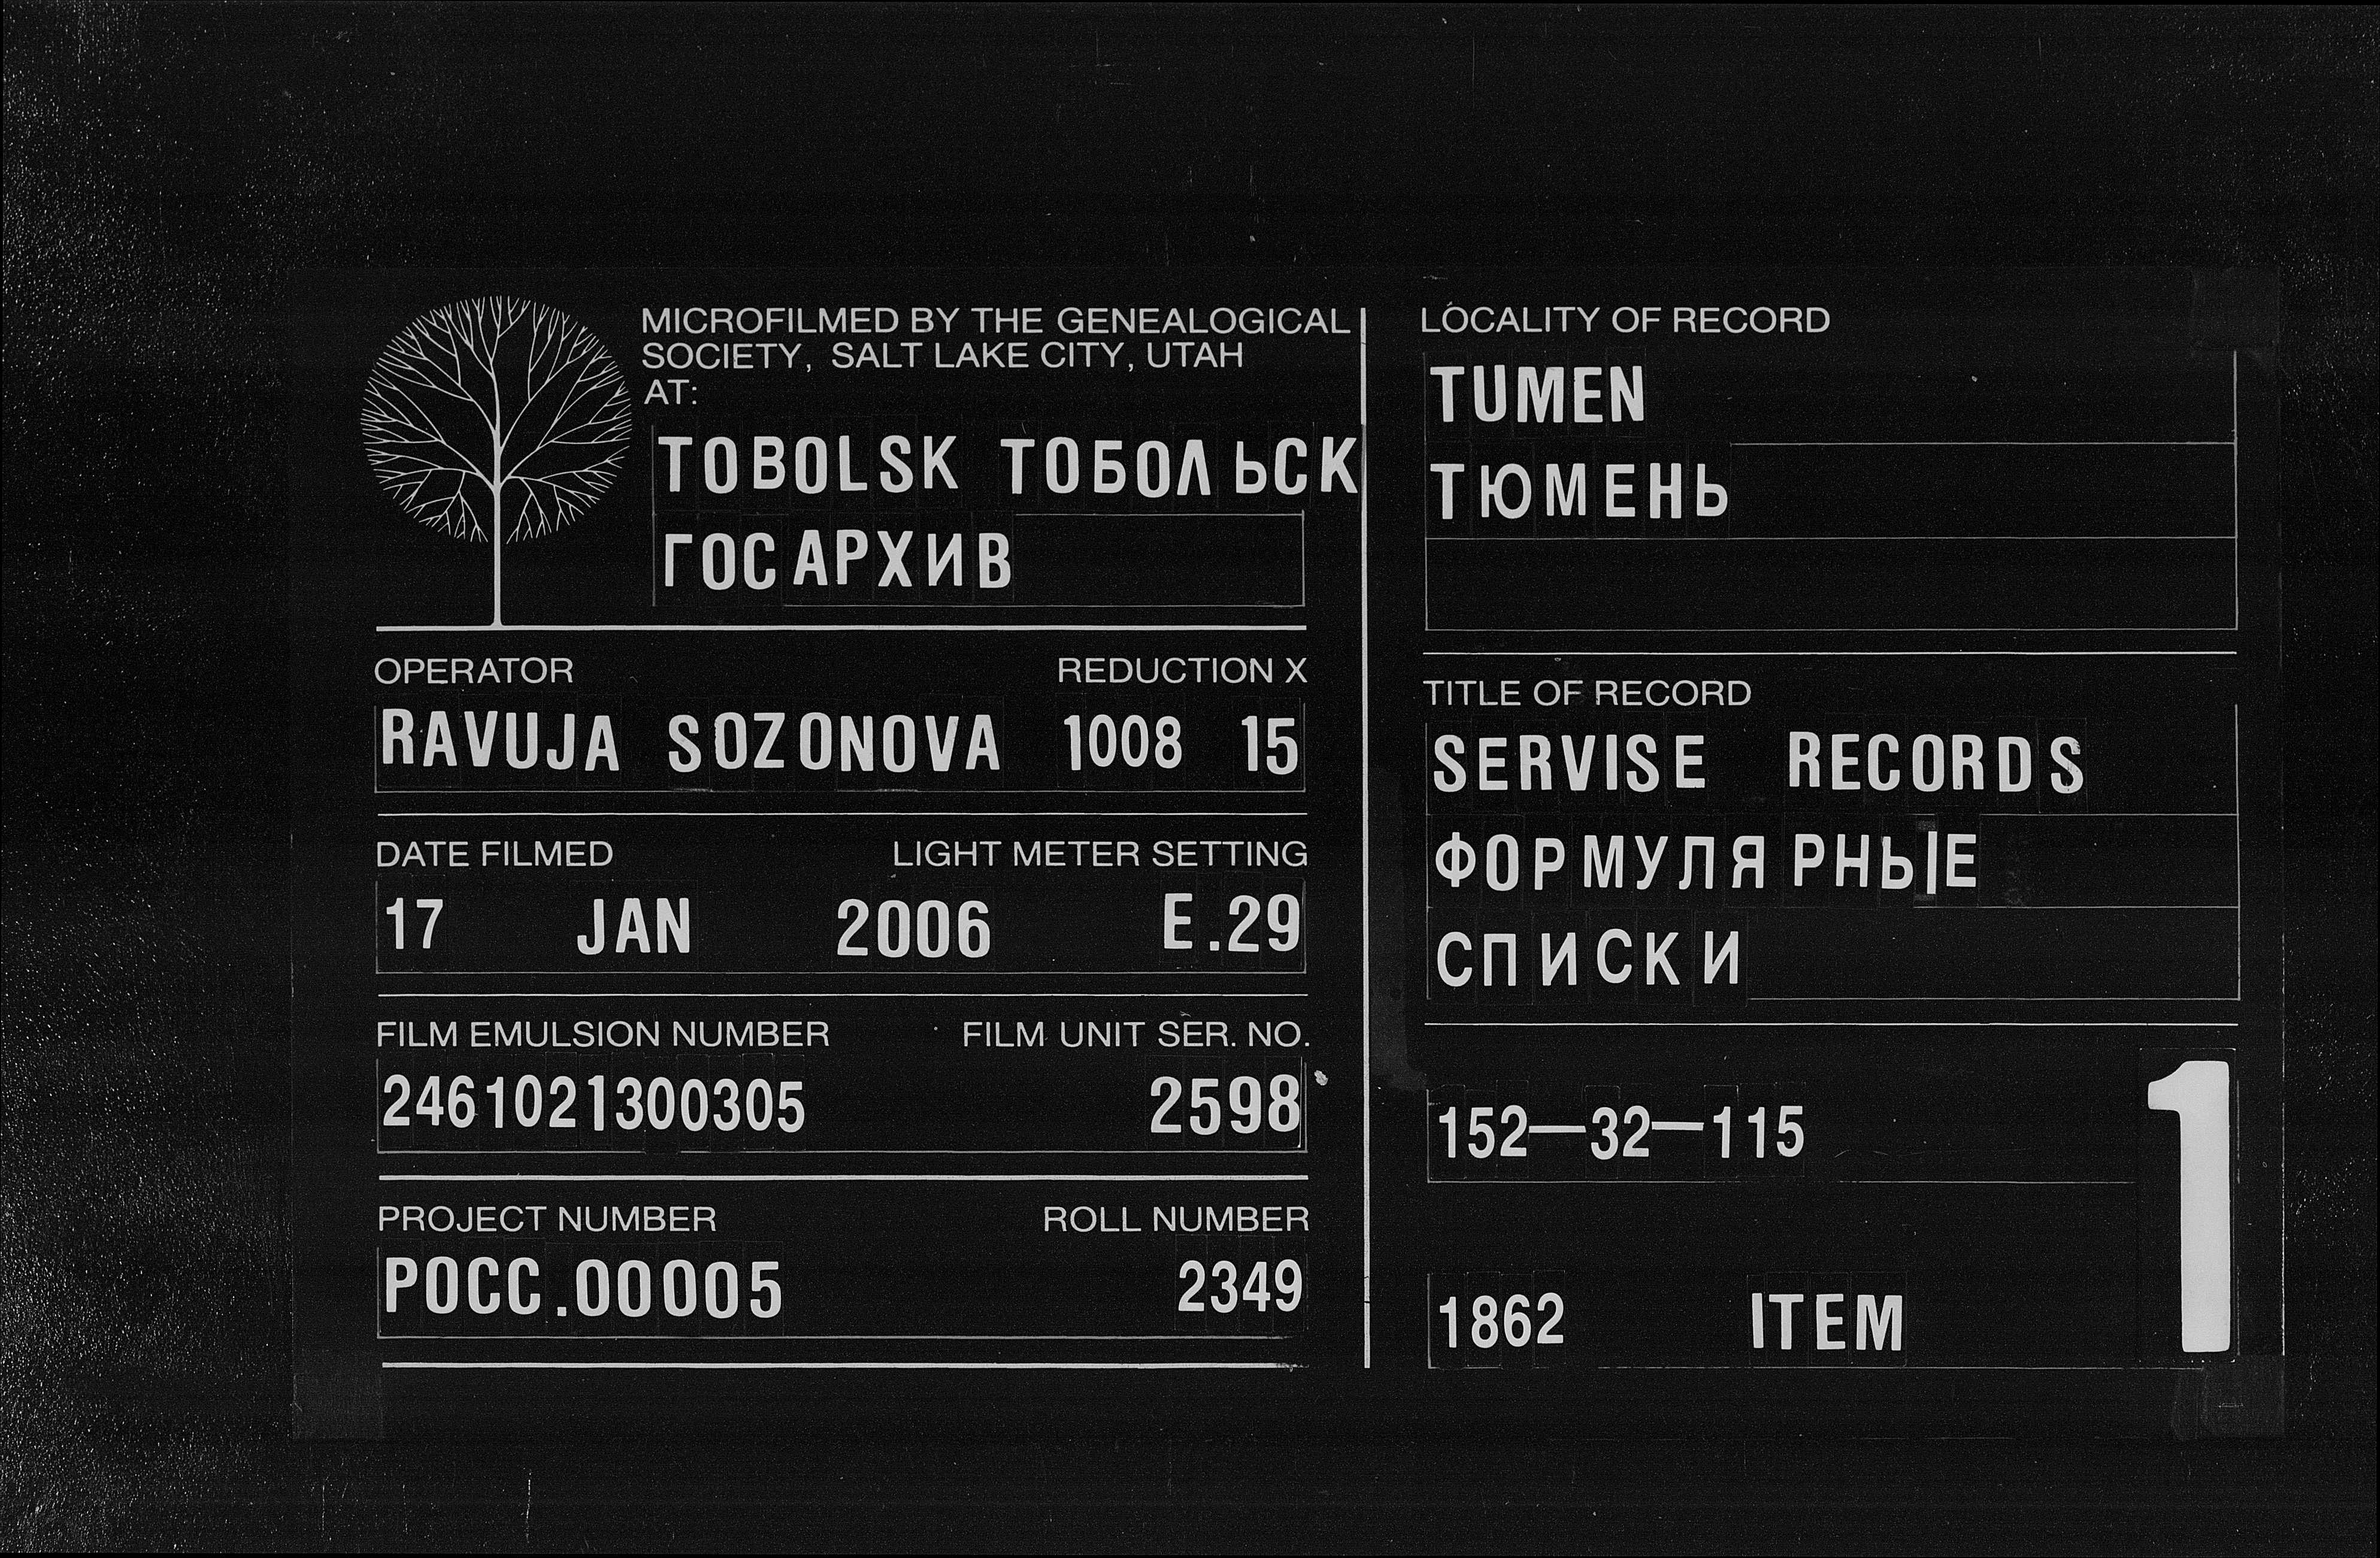 MICROFILMED BY THE GENEALOGICAL
SOCIETY, SALT LAKE CITY, UTAH
AT:
TOBOLSK ТОБОЛЬСК
ГОСАРХИВ
OPERATOR REDUCTION X
RAVUJA SOZONOVA 1008 15
DATE FILMED LIGHT METER SETTING
17 JAN 2006 E.29
FILM EMULSION NUMBER FILM UNIT SER. NO.
2461021300305 2598
PROJECT NUMBER ROLL NUMBER
РОСС.00005 2349
LOCALITY OF RECORD
TUMEN
ТЮМЕНЬ
TITLE OF RECORD
SERVISE RECORDS
ФОРМУЛЯРНЫЕ
СПИСКИ
152—32—115
1862 ITEM 1